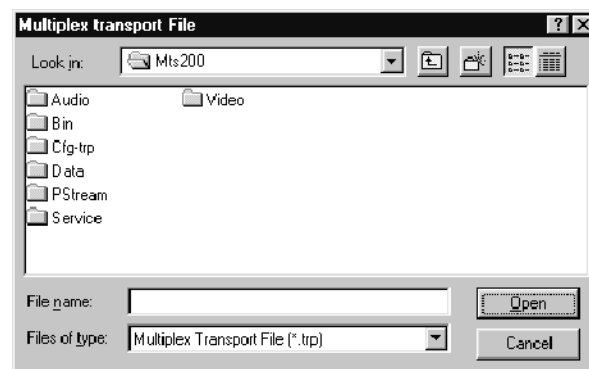 Multiplex transport File
Look in: Mts200
Audio
Bin
Cfg-trp
Data
PStream
Service
Video
File name:
Open
Files of type: Multiplex Transport File (*.trp)
Cancel